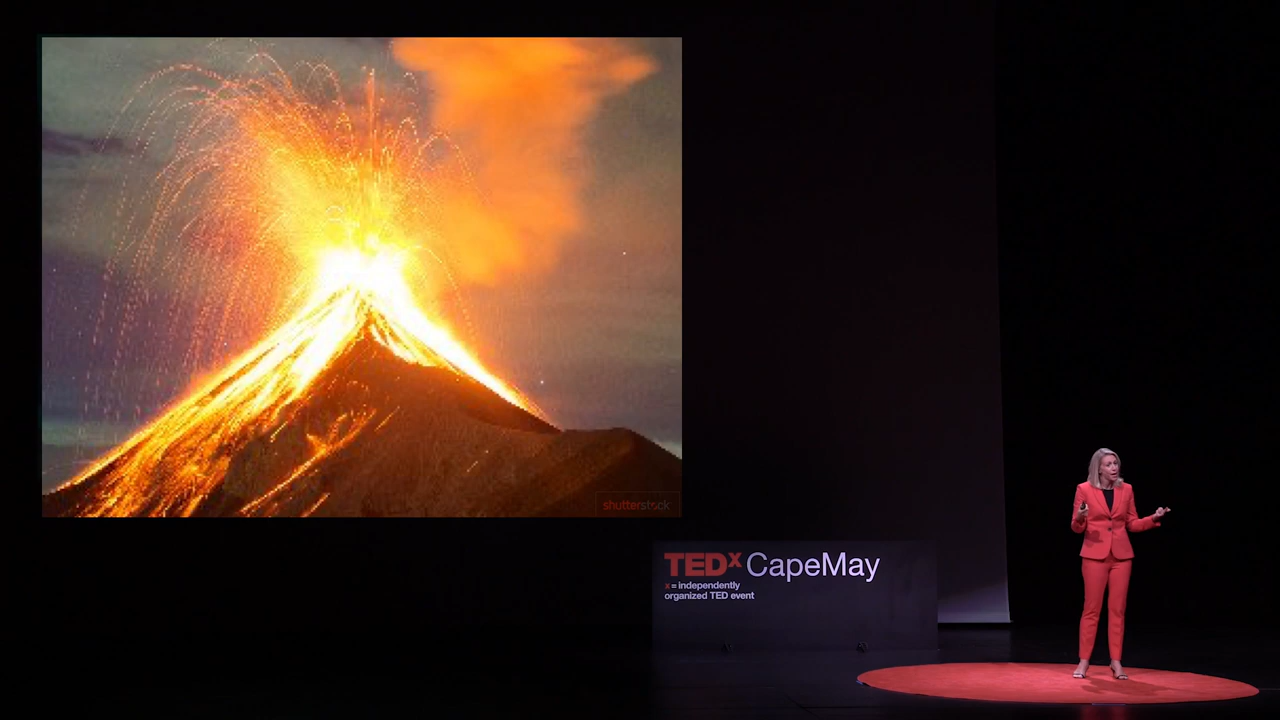 shutterstock
TEDx CapeMay
x = independently
organized TED event